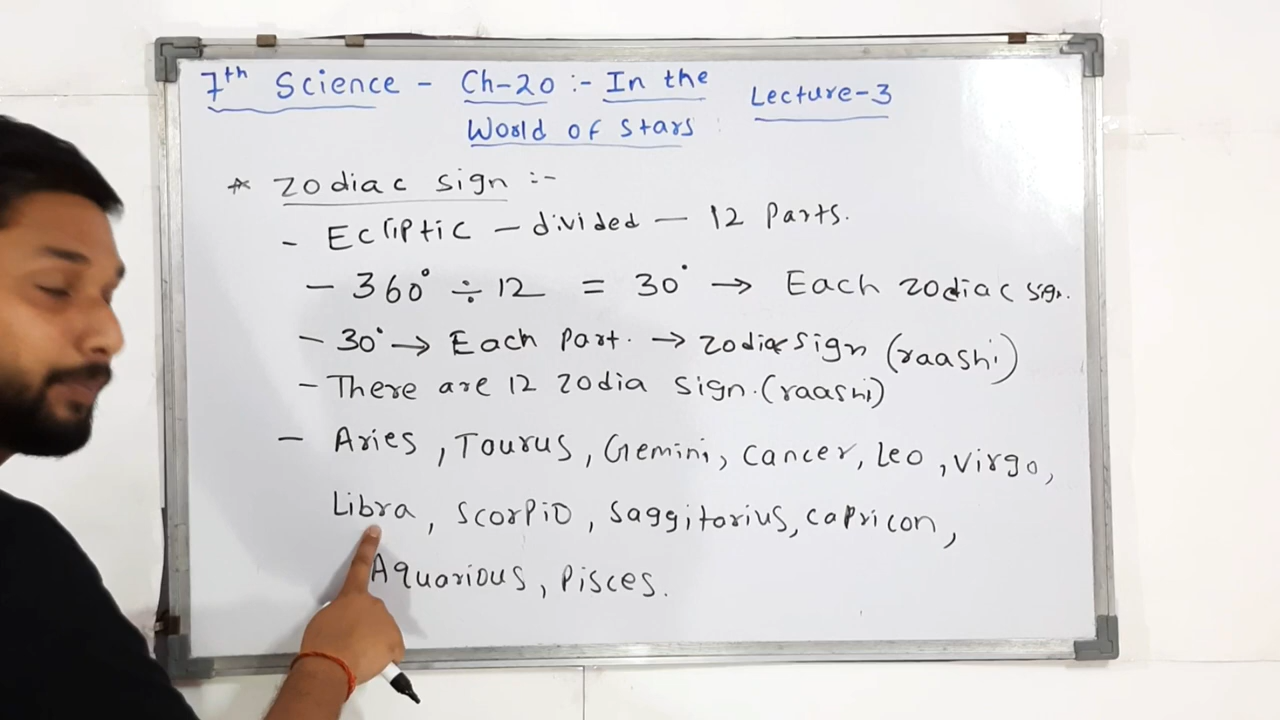 7th Science - Ch-20 :- In the World of stars Lecture-3
* zodiac sign :-
- Ecliptic - divided - 12 Parts.
- 360° ÷ 12 = 30° → Each zodiac sign.
- 30° → Each part. → zodiac sign (raashi)
- There are 12 zodia sign. (raashi)
- Aries, Taurus, Gemini, cancer, Leo, virgo,
Libra, scorpio, saggitarius, capricon,
Aquarious, pisces.